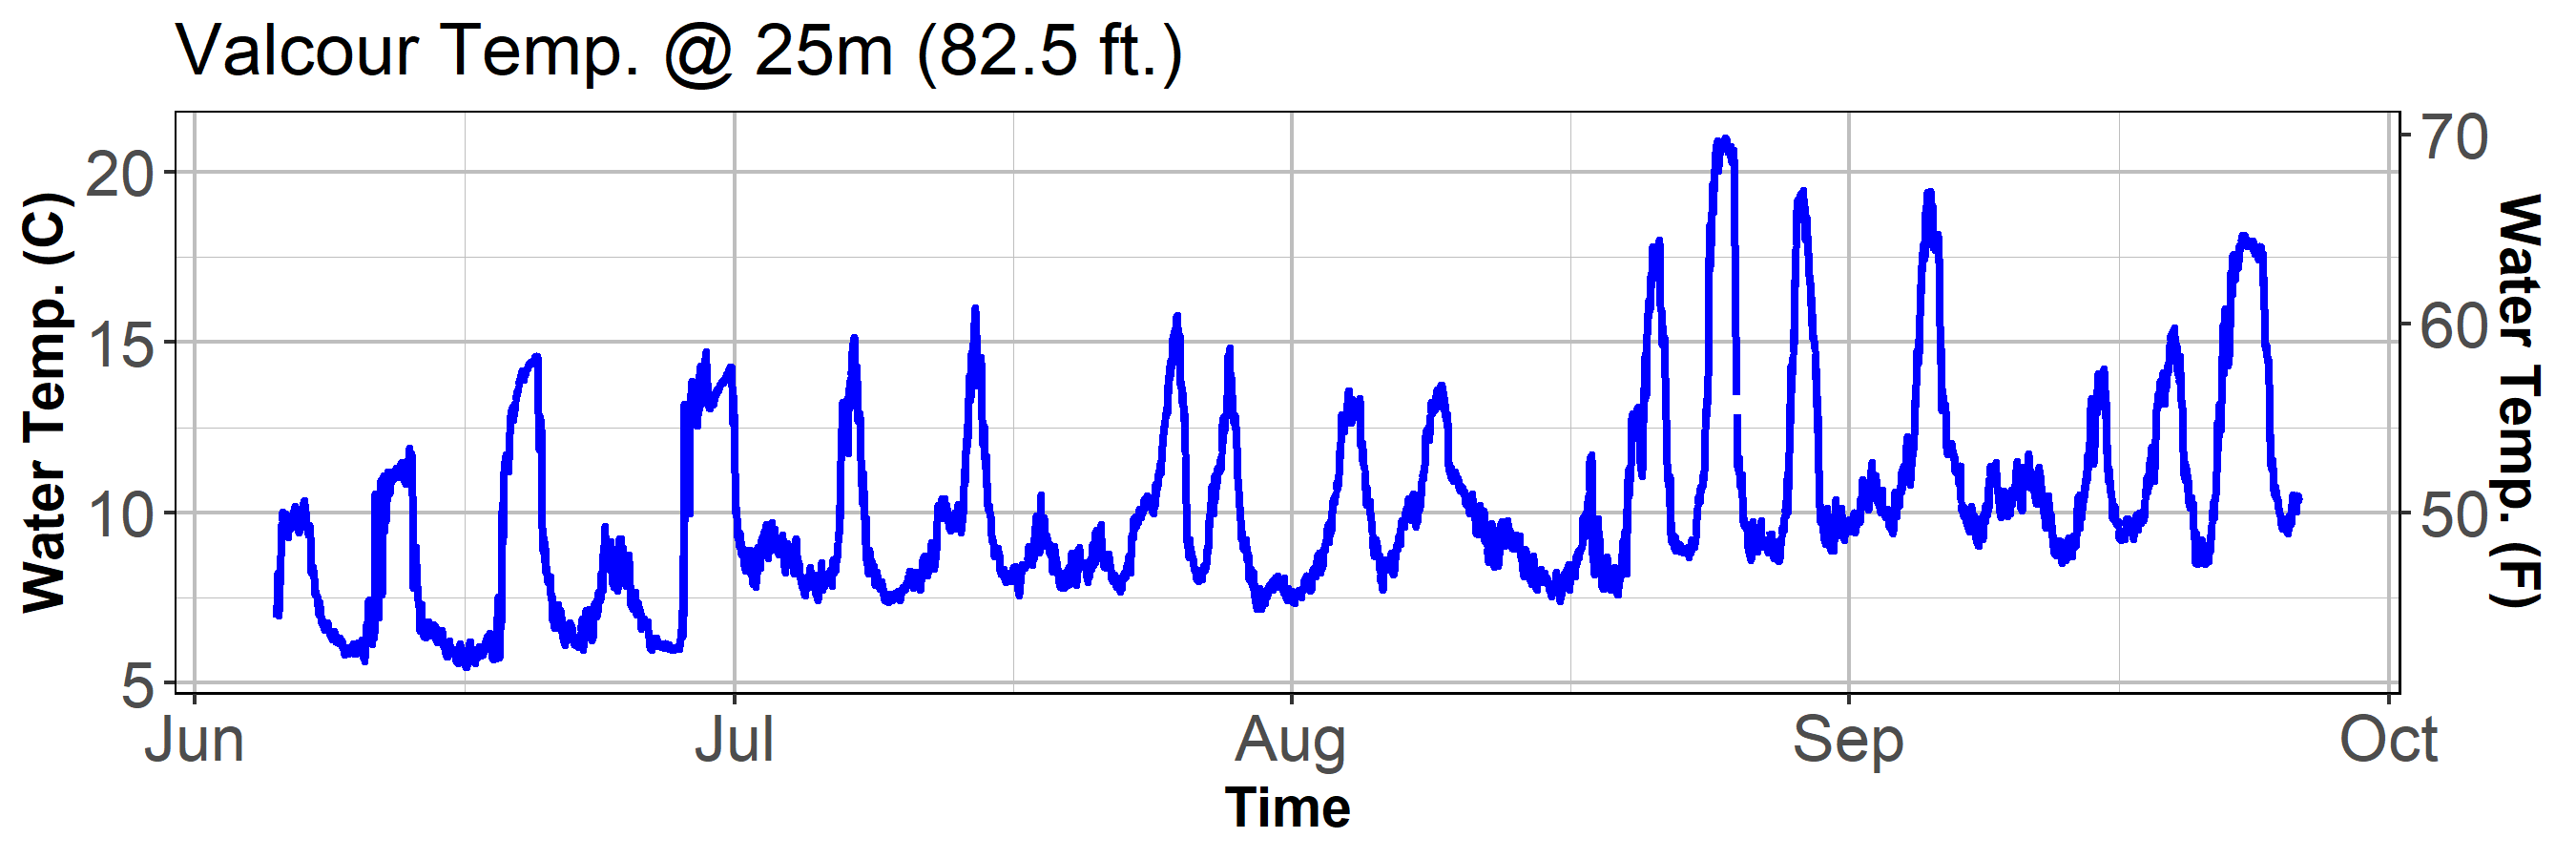 Valcour Temp. @ 25m (82.5 ft.)
Water Temp. (C)
20
15
10
5
70
60
50
Water Temp. (F)
Jun Jul Aug Sep Oct
Time